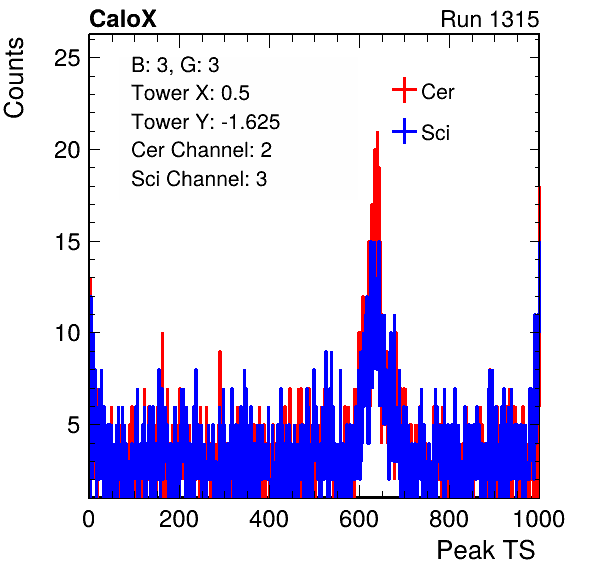 CaloX Run 1315
Counts
25
20
15
10
5
B: 3, G: 3
Tower X: 0.5
Tower Y: -1.625
Cer Channel: 2
Sci Channel: 3
Cer
Sci
0 200 400 600 800 1000
Peak TS